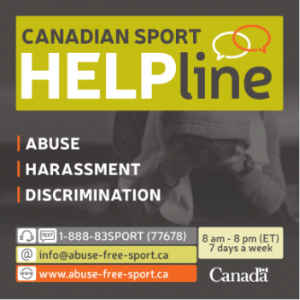 CANADIAN SPORT
HELPline
ABUSE
HARASSMENT
DISCRIMINATION
TEXT 1-888-83SPORT (77678)
@ info@abuse-free-sport.ca
www www.abuse-free-sport.ca
8 am - 8 pm (ET)
7 days a week
Canada